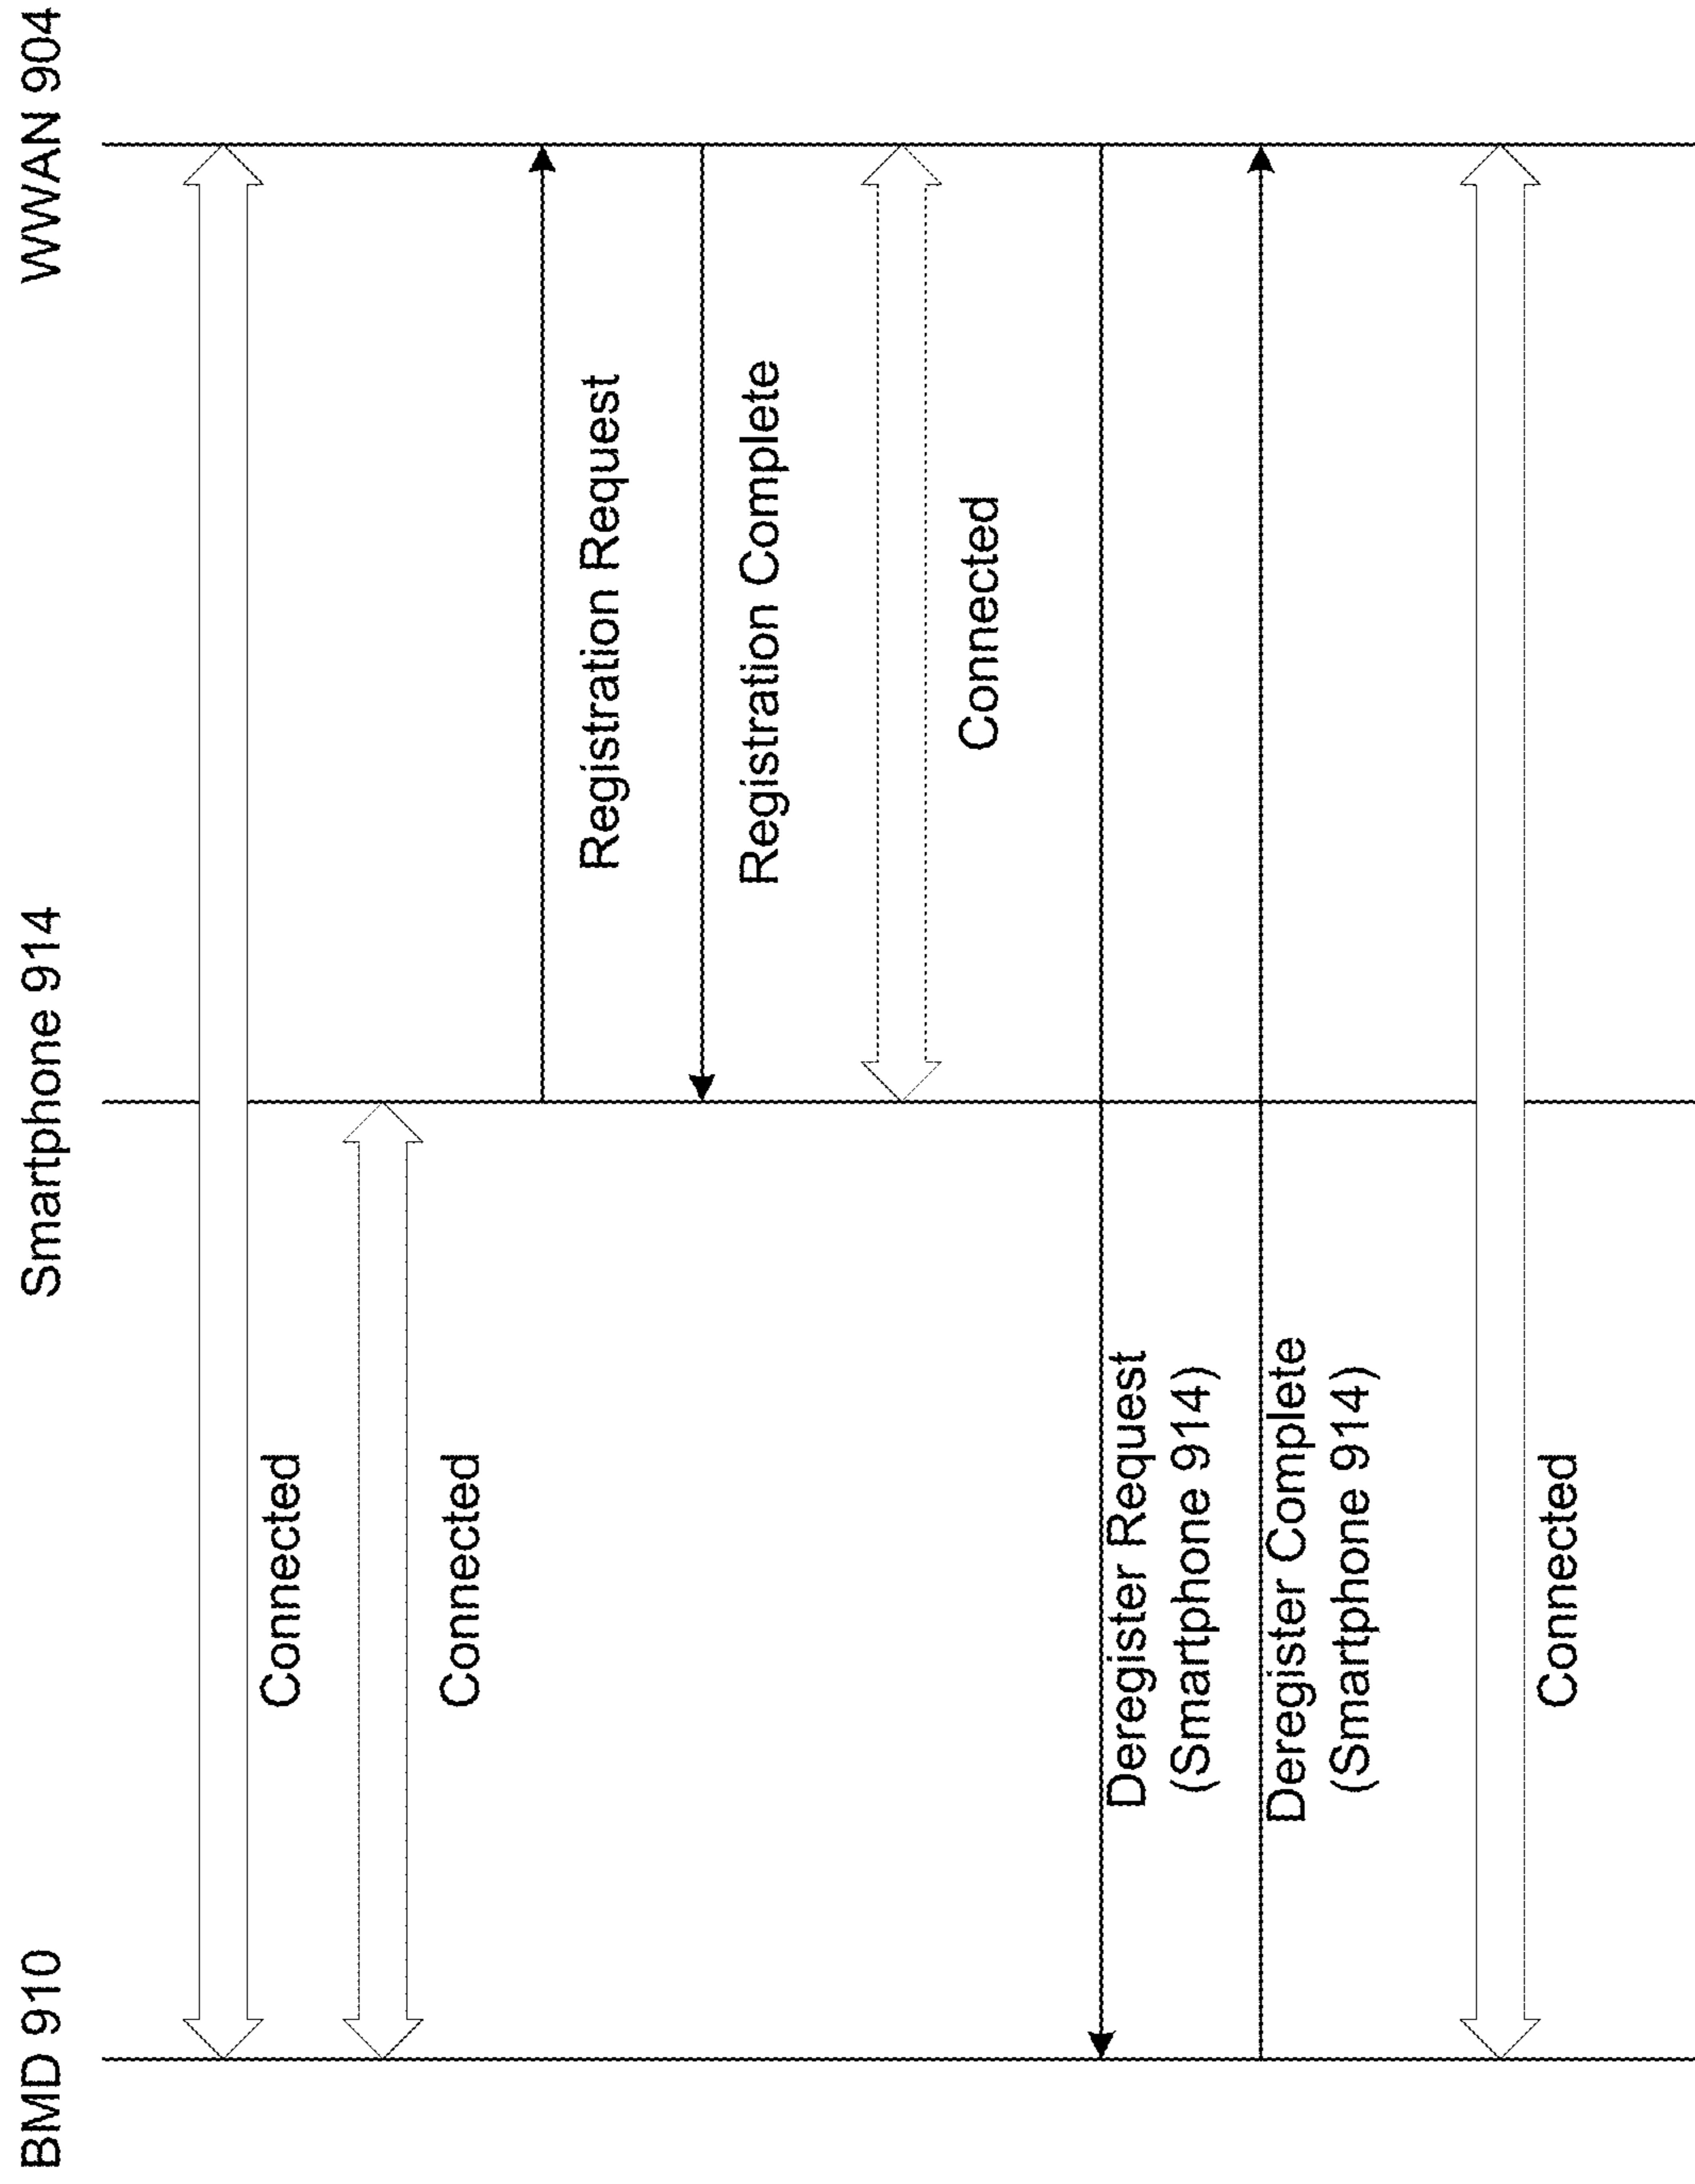 BMD 910
Smartphone 914
WWAN 904
Connected
Connected
Registration Request
Registration Complete
Connected
Deregister Request
(Smartphone 914)
Deregister Complete
(Smartphone 914)
Connected